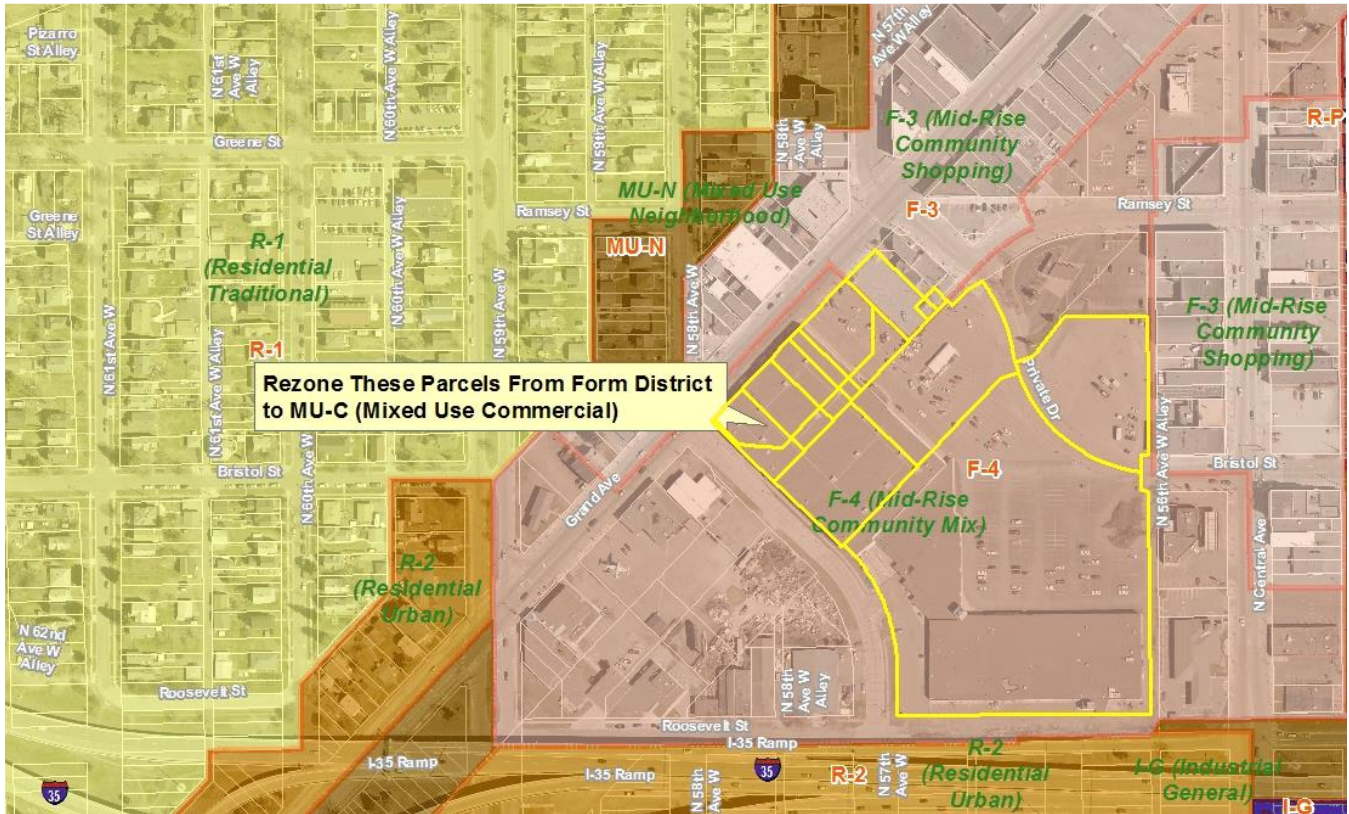 Pizarro
St Alley
N 61st
Ave W
Alley
N 60th Ave W Alley
N 59th Ave W Alley
N 57th
Ave W Alley
Greene St
N 58th
Ave W
Alley
F-3 (Mid-Rise
Community
Shopping)
R-P
MU-N (Mixed Use
Neighborhood)
Ramsey St
F-3
Ramsey St
Greene
St Alley
R-1
(Residential
Traditional)
MU-N
N 61st Ave W
N 60th Ave W Alley
N 59th Ave W
N 58th Ave W
F-3 (Mid-Rise
Community
Shopping)
R-1
N 61st Ave W Alley
Rezone These Parcels From Form District
to MU-C (Mixed Use Commercial)
Private Dr
N 60th Ave W
Bristol St
Grand Ave
F-4
F-4 (Mid-Rise
Community Mix)
N 56th Ave W Alley
Bristol St
N Central Ave
R-2
(Residential
Urban)
N 62nd
Ave W
Alley
Roosevelt St
N 58th
Ave W
Alley
Roosevelt St
I-35 Ramp
I-35 Ramp
I-35 Ramp
35
35
N 58th
Ave W
R-2
N 57th
Ave W
R-2
(Residential
Urban)
I-G (Industrial
General)
I-G